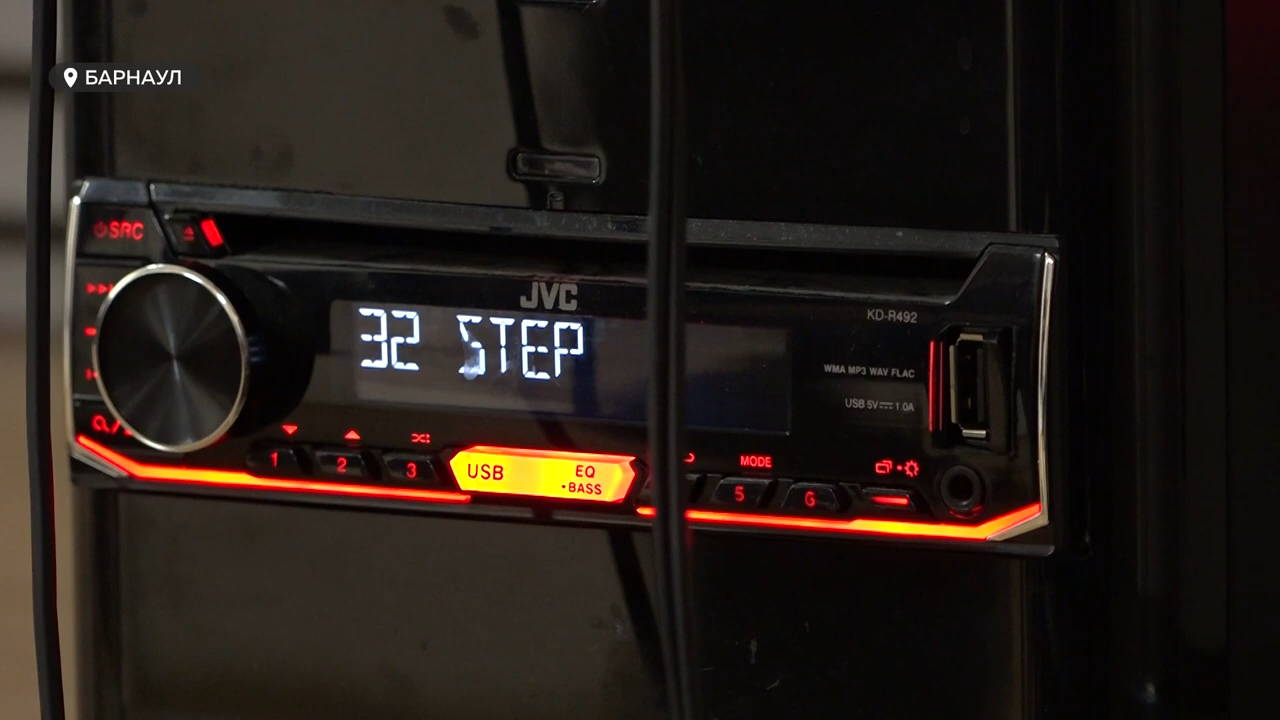 БАРНАУЛ
SRC
JVC
KD-R492
32 STEP
WMA MP3 WAV FLAC
USB 5V 1.0A
1
2
3
USB
EQ
•BASS
MODE
5
6